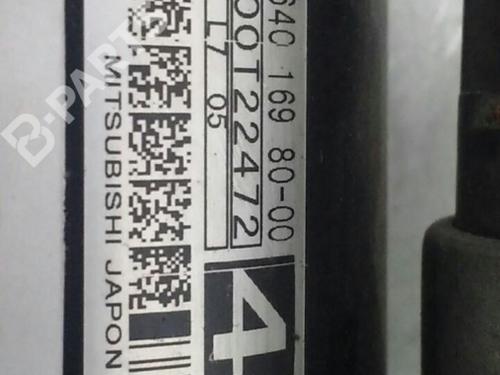 640 169 80-00
00T22472
L7 05
4
MITSUBISHI JAPON
B-PARTS